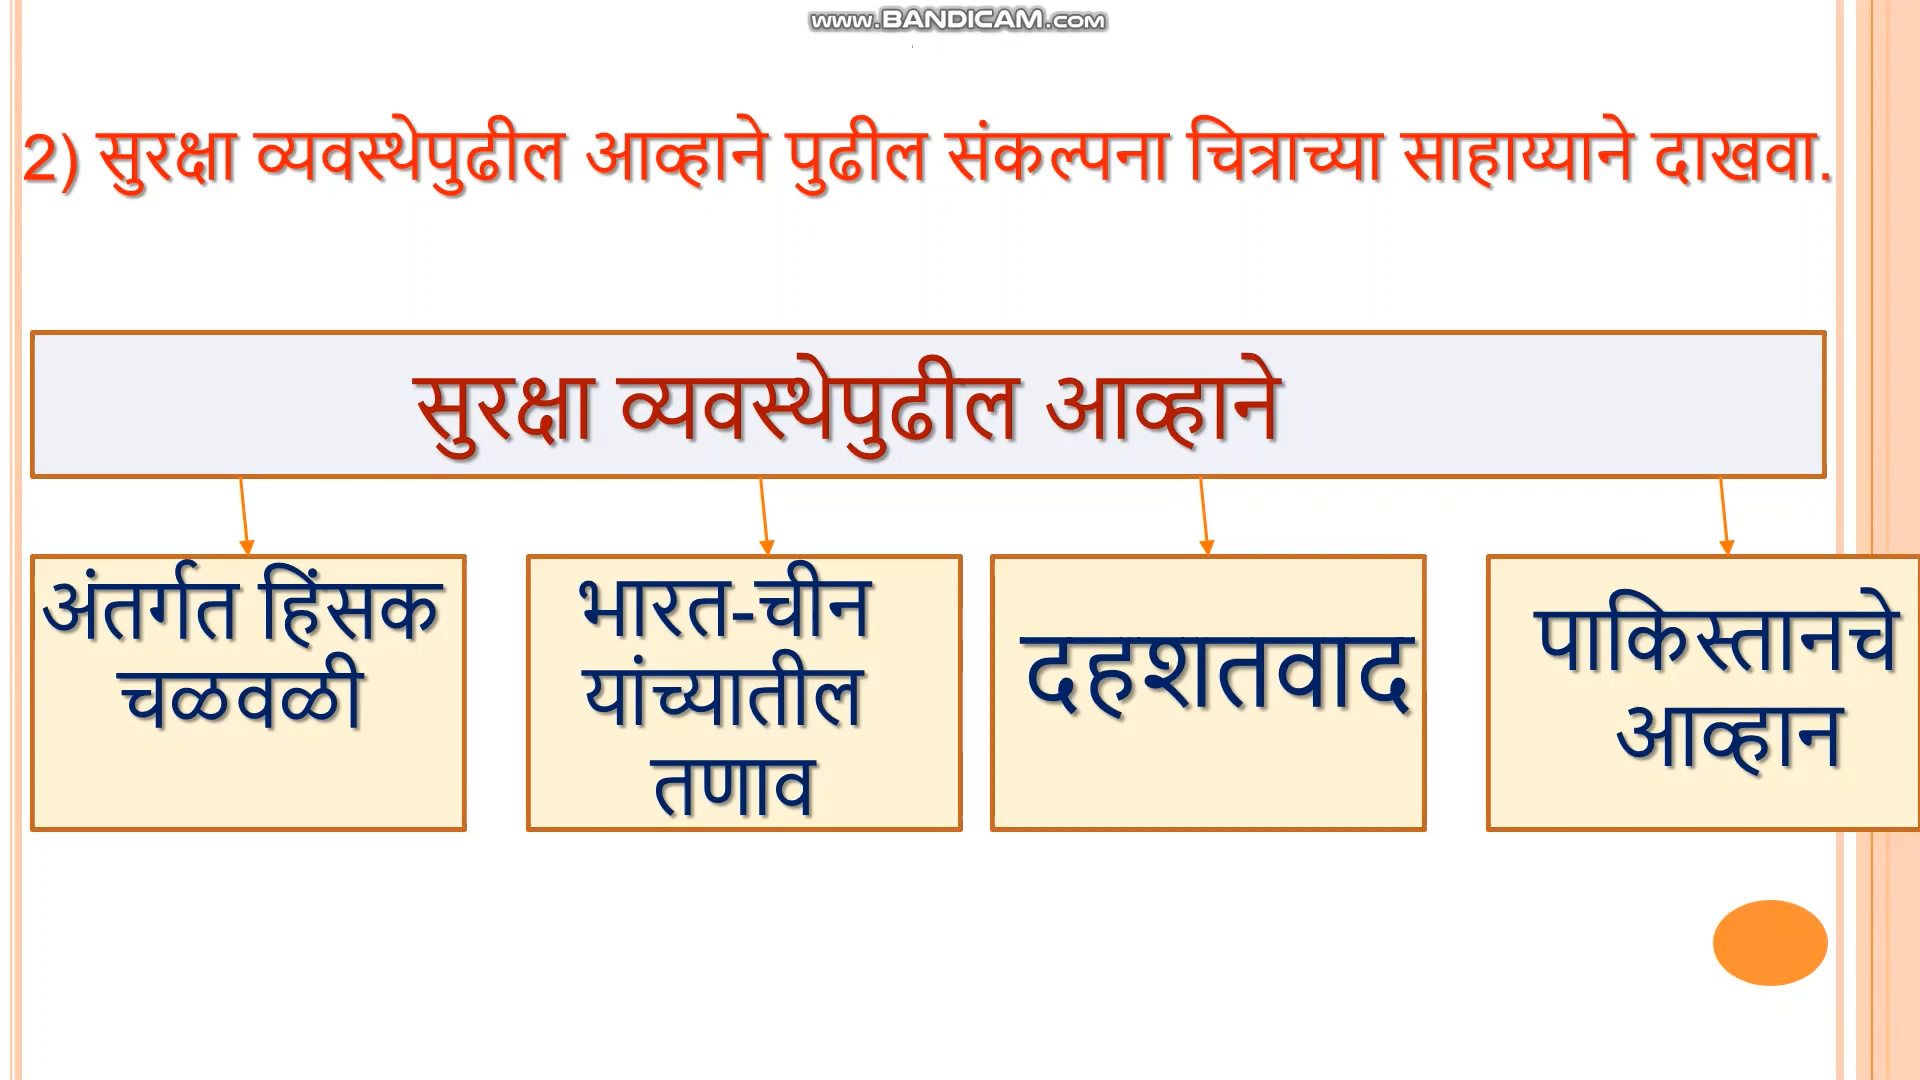 www.BANDICAM.com
2) सुरक्षा व्यवस्थेपुढील आव्हाने पुढील संकल्पना चित्राच्या साहाय्याने दाखवा.
सुरक्षा व्यवस्थेपुढील आव्हाने
अंतर्गत हिंसक
चळवळी
भारत-चीन
यांच्यातील
तणाव
दहशतवाद
पाकिस्तानचे
आव्हान